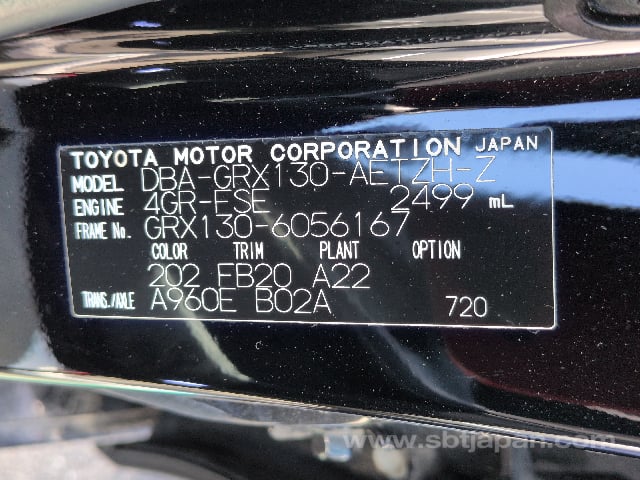 TOYOTA MOTOR CORPORATION JAPAN
MODEL DBA-GRX130-AETZH-Z
ENGINE 4GR-FSE 2499 mL
FRAME No. GRX130-6056167
COLOR TRIM PLANT OPTION
202 FB20 A22
TRANS./AXLE A960E B02A 720
www.sbtjapan.com